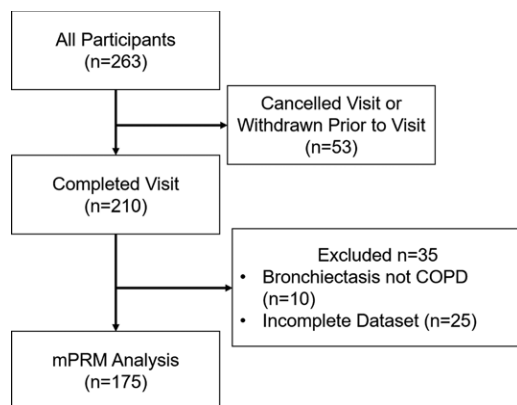 All Participants
(n=263)
Cancelled Visit or
Withdrawn Prior to Visit
(n=53)
Completed Visit
(n=210)
Excluded n=35
• Bronchiectasis not COPD
(n=10)
• Incomplete Dataset (n=25)
mPRM Analysis
(n=175)